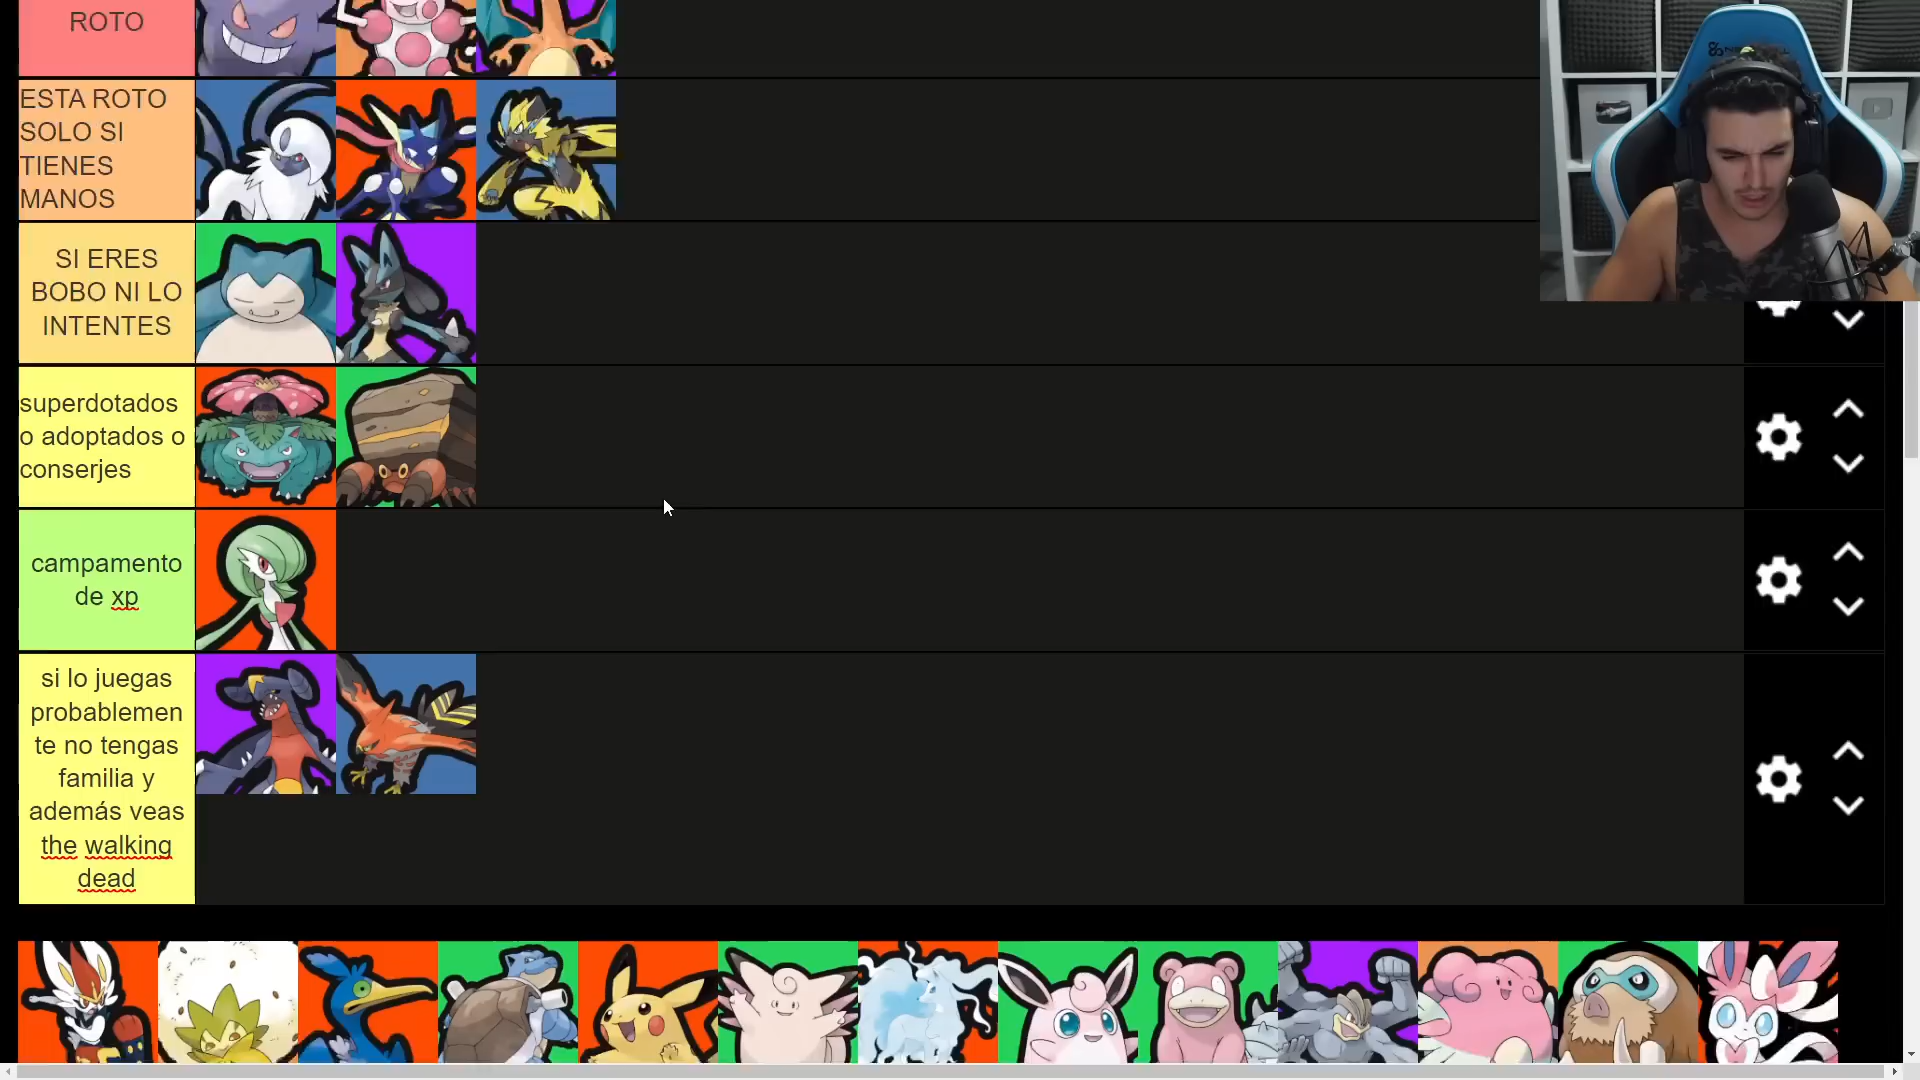 ROTO
ESTA ROTO
SOLO SI
TIENES
MANOS
SI ERES
BOBO NI LO
INTENTES
superdotados
o adoptados o
conserjes
campamento
de xp
si lo juegas
probablemen
te no tengas
familia y
además veas
the walking
dead